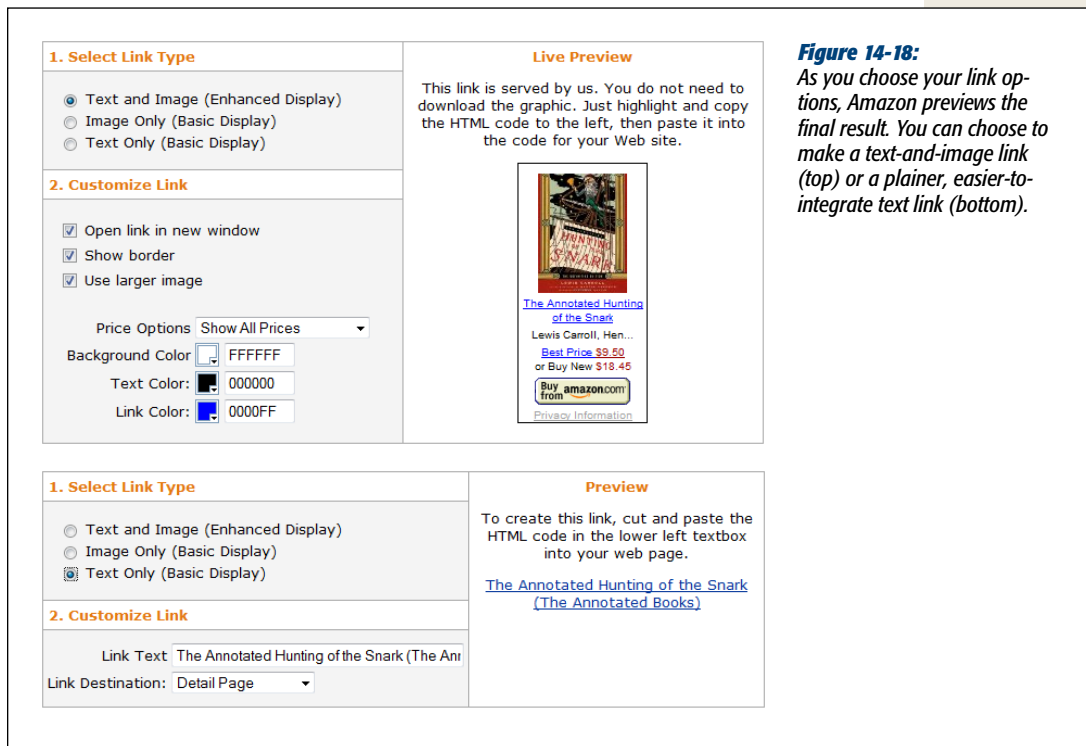 1. Select Link Type
Text and Image (Enhanced Display)
Image Only (Basic Display)
Text Only (Basic Display)
2. Customize Link
Open link in new window
Show border
Use larger image
Price Options Show All Prices
Background Color FFFFFF
Text Color: 000000
Link Color: 0000FF
Live Preview
This link is served by us. You do not need to
download the graphic. Just highlight and copy
the HTML code to the left, then paste it into
the code for your Web site.
HUNTING
SNARK
LEWIS CARROLL
The Annotated Hunting
of the Snark
Lewis Carroll, Hen...
Best Price $9.50
or Buy New $18.45
Buy from amazon.com
Privacy Information
Figure 14-18:
As you choose your link op-
tions, Amazon previews the
final result. You can choose to
make a text-and-image link
(top) or a plainer, easier-to-
integrate text link (bottom).
1. Select Link Type
Text and Image (Enhanced Display)
Image Only (Basic Display)
Text Only (Basic Display)
2. Customize Link
Link Text The Annotated Hunting of the Snark (The Ann
Link Destination: Detail Page
Preview
To create this link, cut and paste the
HTML code in the lower left textbox
into your web page.
The Annotated Hunting of the Snark
(The Annotated Books)